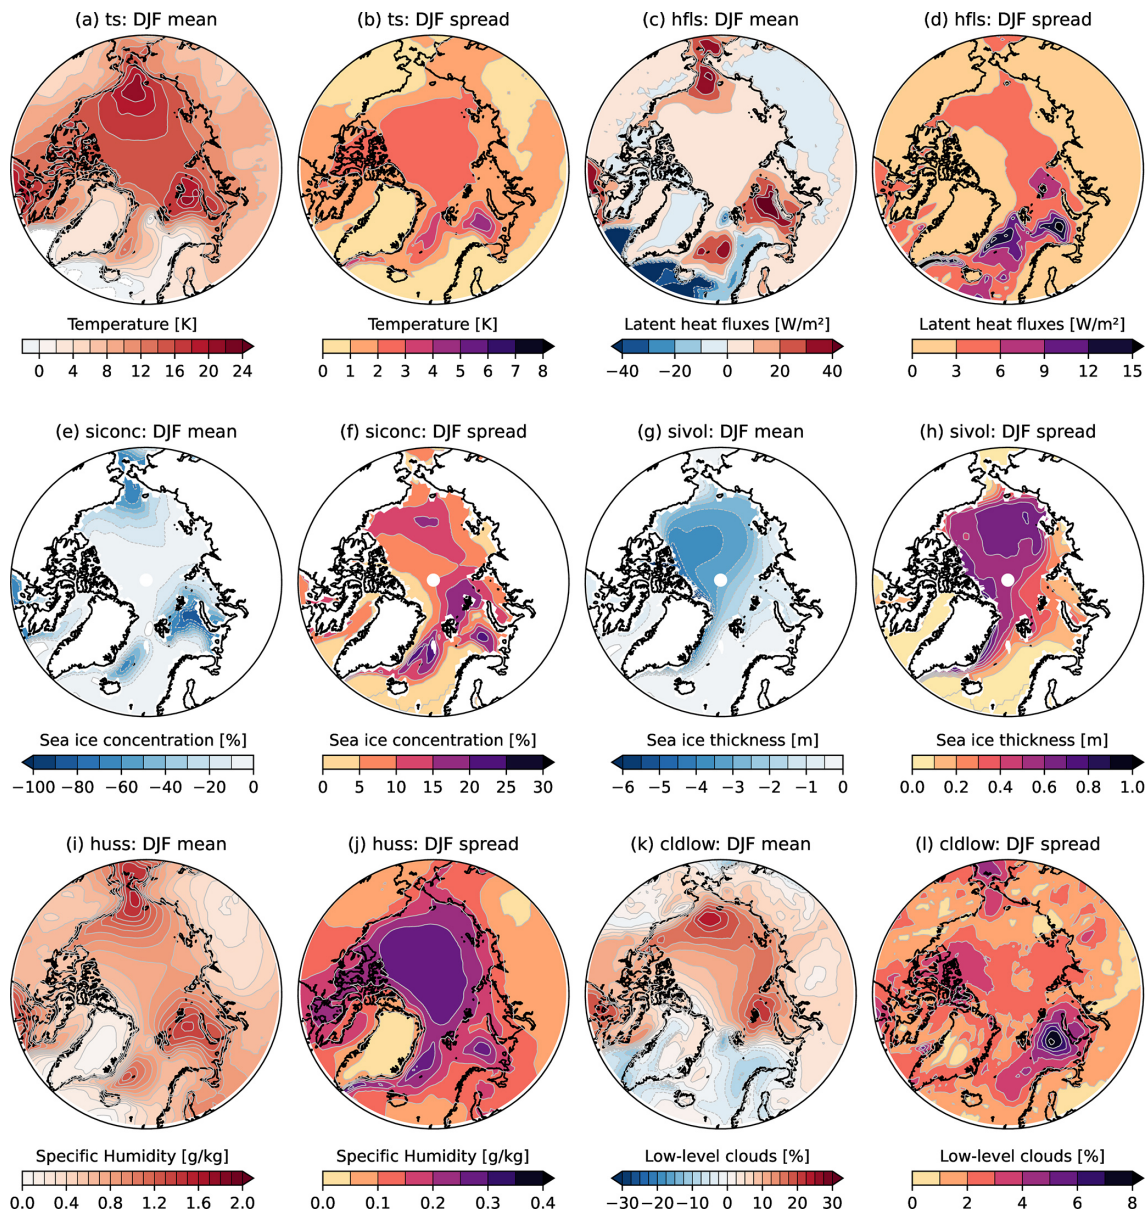 (a) ts: DJF mean
(b) ts: DJF spread
(c) hfls: DJF mean
(d) hfls: DJF spread
Temperature [K]
0 4 8 12 16 20 24
Temperature [K]
0 1 2 3 4 5 6 7 8
Latent heat fluxes [W/m²]
−40 −20 0 20 40
Latent heat fluxes [W/m²]
0 3 6 9 12 15
(e) siconc: DJF mean
(f) siconc: DJF spread
(g) sivol: DJF mean
(h) sivol: DJF spread
Sea ice concentration [%]
−100 −80 −60 −40 −20 0
Sea ice concentration [%]
0 5 10 15 20 25 30
Sea ice thickness [m]
−6 −5 −4 −3 −2 −1 0
Sea ice thickness [m]
0.0 0.2 0.4 0.6 0.8 1.0
(i) huss: DJF mean
(j) huss: DJF spread
(k) cldlow: DJF mean
(l) cldlow: DJF spread
Specific Humidity [g/kg]
0.0 0.4 0.8 1.2 1.6 2.0
Specific Humidity [g/kg]
0.0 0.1 0.2 0.3 0.4
Low-level clouds [%]
−30 −20 −10 0 10 20 30
Low-level clouds [%]
0 2 4 6 8